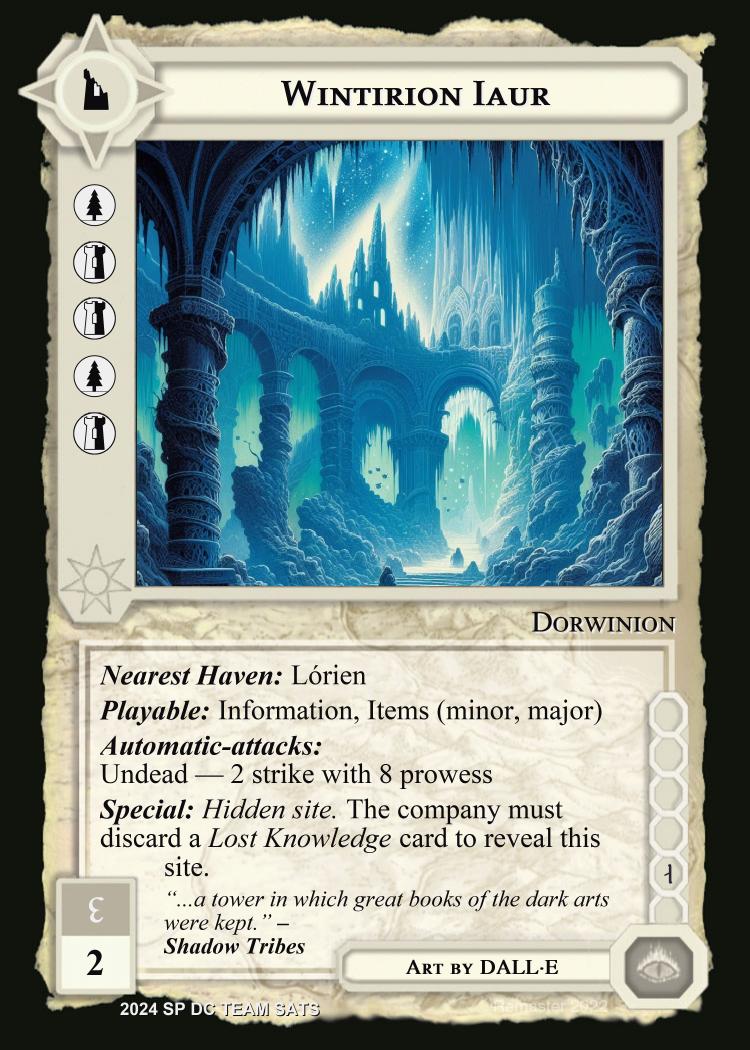 Wintirion Iaur
Dorwinion
Nearest Haven: Lórien
Playable: Information, Items (minor, major)
Automatic-attacks:
Undead — 2 strike with 8 prowess
Special: Hidden site. The company must
discard a Lost Knowledge card to reveal this
site.
“...a tower in which great books of the dark arts
were kept.” –
Shadow Tribes
2
Art by DALL·E
2024 SP DC TEAM SATS
Remaster 2022